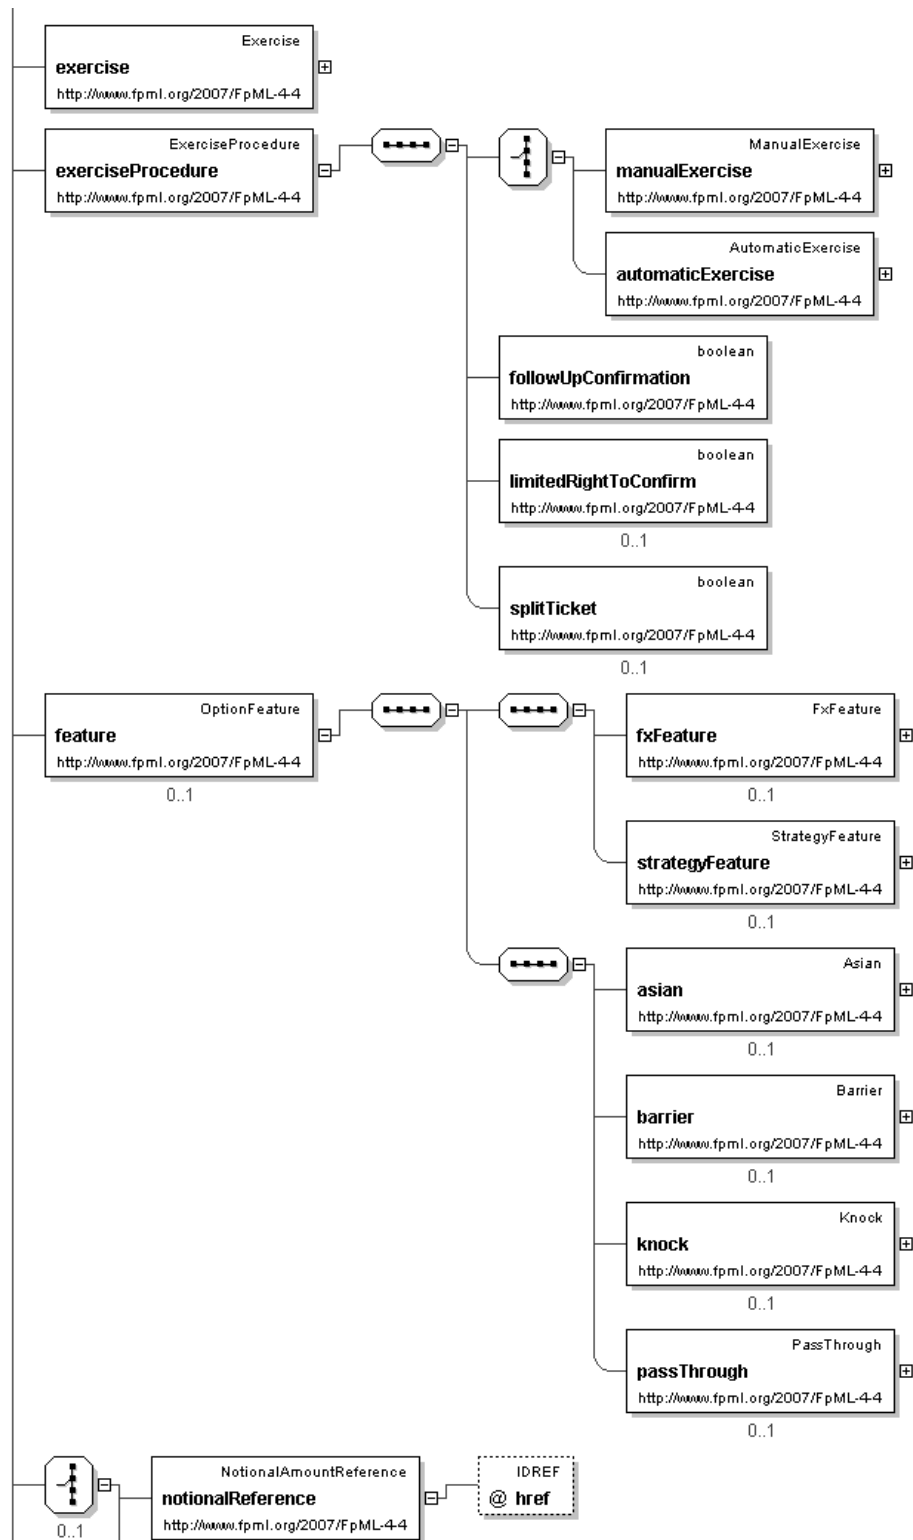 Exercise
exercise
http://www.fpml.org/2007/FpML-4-4
ExerciseProcedure
exerciseProcedure
http://www.fpml.org/2007/FpML-4-4
ManualExercise
manualExercise
http://www.fpml.org/2007/FpML-4-4
AutomaticExercise
automaticExercise
http://www.fpml.org/2007/FpML-4-4
boolean
followUpConfirmation
http://www.fpml.org/2007/FpML-4-4
boolean
limitedRightToConfirm
http://www.fpml.org/2007/FpML-4-4
0..1
boolean
splitTicket
http://www.fpml.org/2007/FpML-4-4
0..1
OptionFeature
feature
http://www.fpml.org/2007/FpML-4-4
0..1
FxFeature
fxFeature
http://www.fpml.org/2007/FpML-4-4
0..1
StrategyFeature
strategyFeature
http://www.fpml.org/2007/FpML-4-4
0..1
Asian
asian
http://www.fpml.org/2007/FpML-4-4
0..1
Barrier
barrier
http://www.fpml.org/2007/FpML-4-4
0..1
Knock
knock
http://www.fpml.org/2007/FpML-4-4
0..1
PassThrough
passThrough
http://www.fpml.org/2007/FpML-4-4
0..1
0..1
NotionalAmountReference
notionalReference
http://www.fpml.org/2007/FpML-4-4
IDREF
@ href